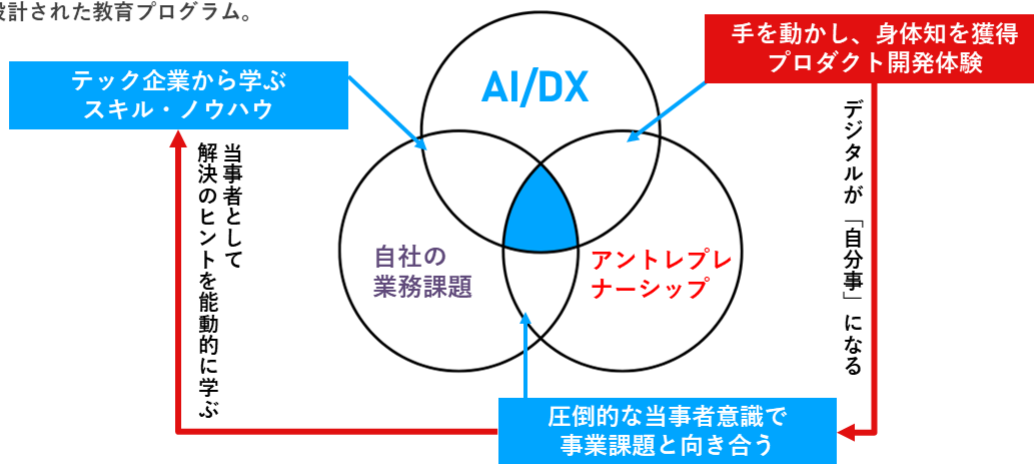 設計された教育プログラム。
手を動かし、身体知を獲得
プロダクト開発体験
テック企業から学ぶ
スキル・ノウハウ
AI/DX
当事者として
解決のヒントを能動的に学ぶ
デジタルが「自分事」になる
自社の
業務課題
アントレプレ
ナーシップ
圧倒的な当事者意識で
事業課題と向き合う